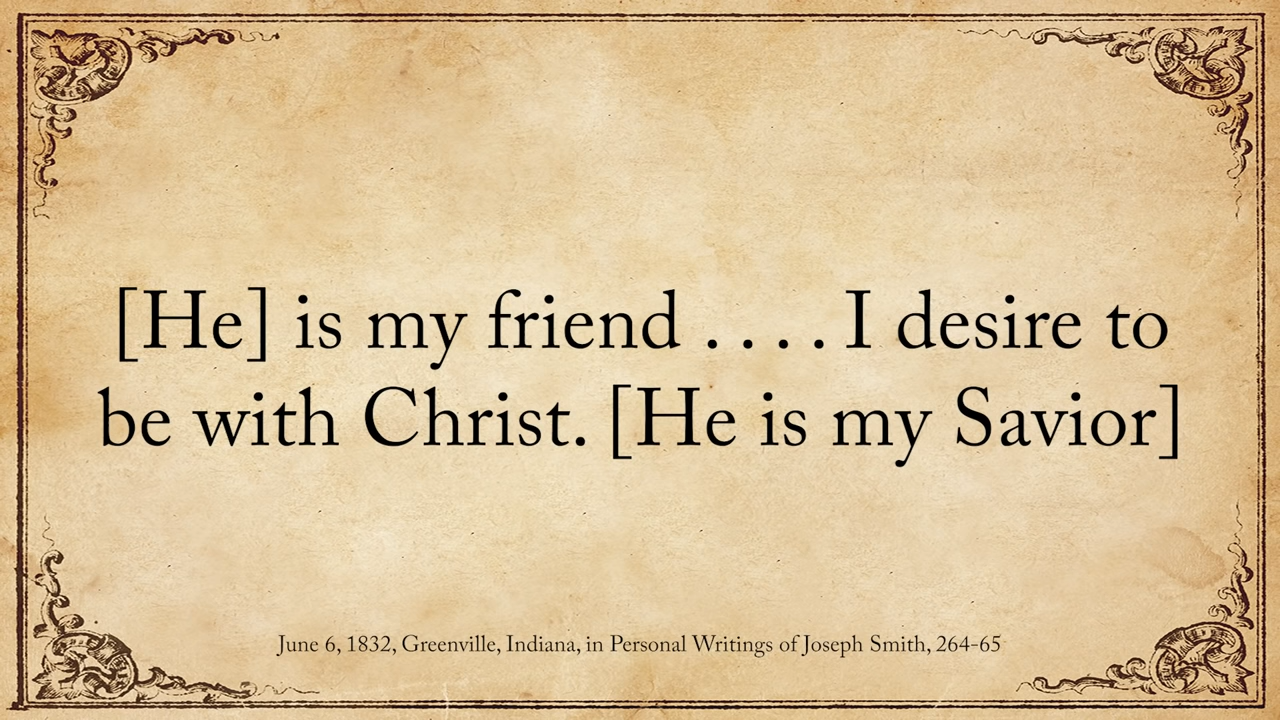 [He] is my friend . . . . I desire to
be with Christ. [He is my Savior]
June 6, 1832, Greenville, Indiana, in Personal Writings of Joseph Smith, 264-65